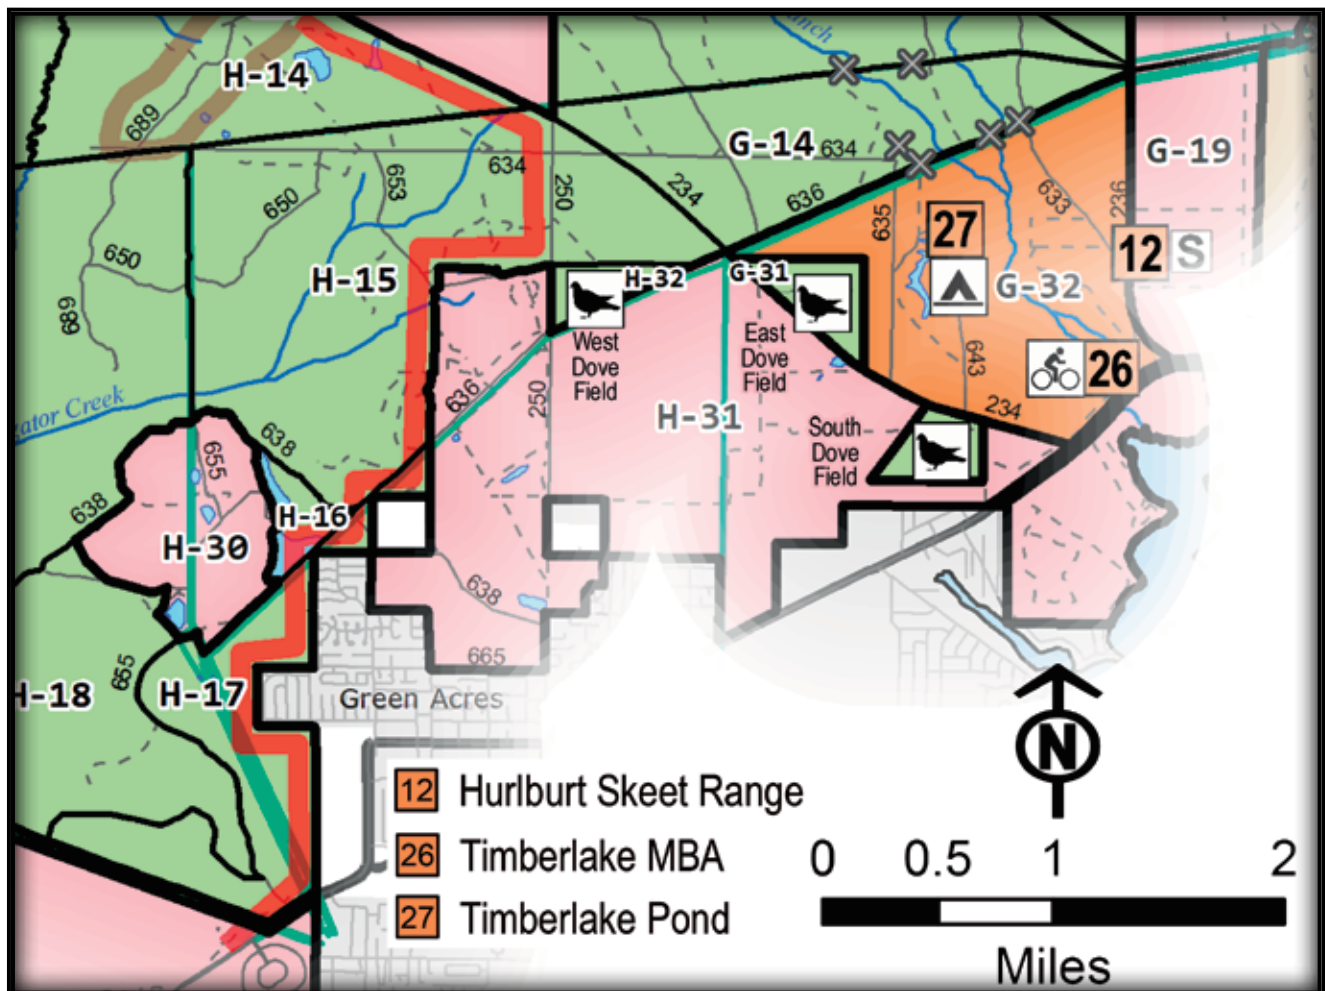 anch
H-14
689
G-14
634
634
G-19
653
650
250
234
636
635
633
236
27
12
S
650
H-15
H-32
G-31
G-32
689
West
Dove
Field
East
Dove
Field
643
26
636
250
H-31
234
gator Creek
638
655
South
Dove
Field
638
H-16
H-30
638
665
655
H-18
H-17
Green Acres
N
12 Hurlburt Skeet Range
26 Timberlake MBA
27 Timberlake Pond
0 0.5 1 2
Miles